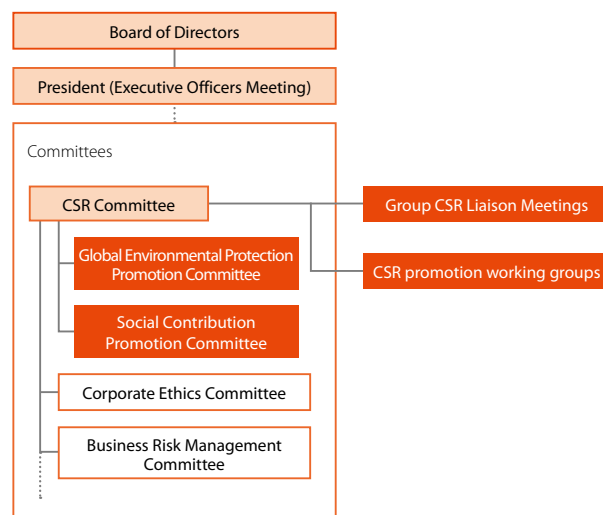 Board of Directors
President (Executive Officers Meeting)
Committees
CSR Committee
Group CSR Liaison Meetings
Global Environmental Protection
Promotion Committee
CSR promotion working groups
Social Contribution
Promotion Committee
Corporate Ethics Committee
Business Risk Management
Committee